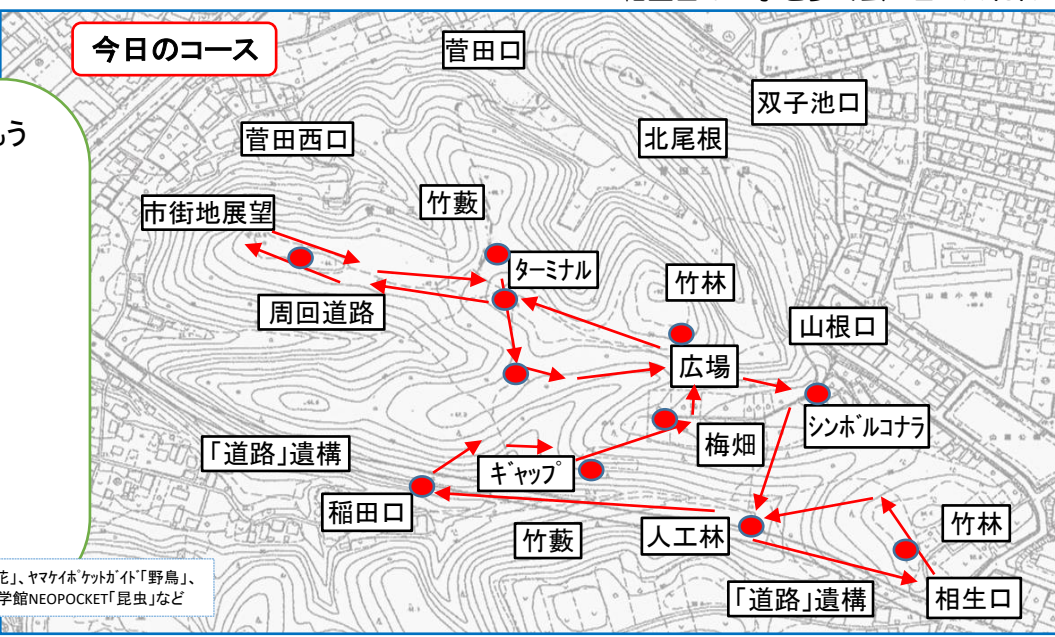 今日のコース
菅田口
双子池口
もう
菅田西口
北尾根
竹藪
市街地展望
ターミナル
竹林
周回道路
山根口
広場
シンボルコナラ
梅畑
「道路」遺構
ギャップ
稲田口
竹藪
人工林
竹林
「道路」遺構
相生口
花」、ヤマケイポケットガイド「野鳥」、
学館NEOPOCKET「昆虫」など